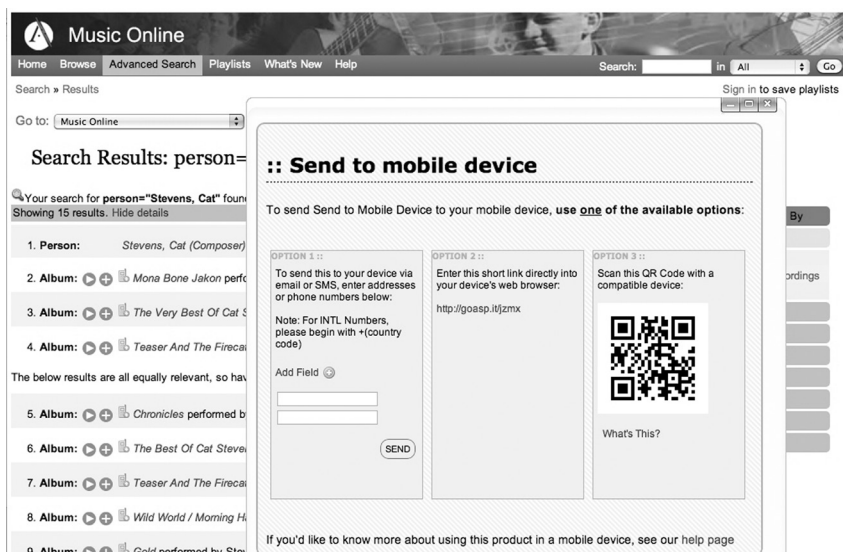 Music Online
Home Browse Advanced Search Playlists What's New Help Search: in All Go
Search » Results
Sign in to save playlists
Go to: Music Online
Search Results: person=
Your search for person="Stevens, Cat" foun
Showing 15 results. Hide details
1. Person: Stevens, Cat (Composer)
2. Album: Mona Bone Jakon perfo
3. Album: The Very Best Of Cat S
4. Album: Teaser And The Firecat
The below results are all equally relevant, so hav
5. Album: Chronicles performed b
6. Album: The Best Of Cat Steve
7. Album: Teaser And The Firecat
8. Album: Wild World / Morning H
9. Album: Gold performed by Stev
:: Send to mobile device
To send Send to Mobile Device to your mobile device, use one of the available options:
OPTION 1 ::
To send this to your device via
email or SMS, enter addresses
or phone numbers below:
Note: For INTL Numbers,
please begin with +(country
code)
Add Field
SEND
OPTION 2 ::
Enter this short link directly into
your device's web browser:
http://goasp.it/jzmx
OPTION 3 ::
Scan this QR Code with a
compatible device:
What's This?
If you'd like to know more about using this product in a mobile device, see our help page
By
ordings